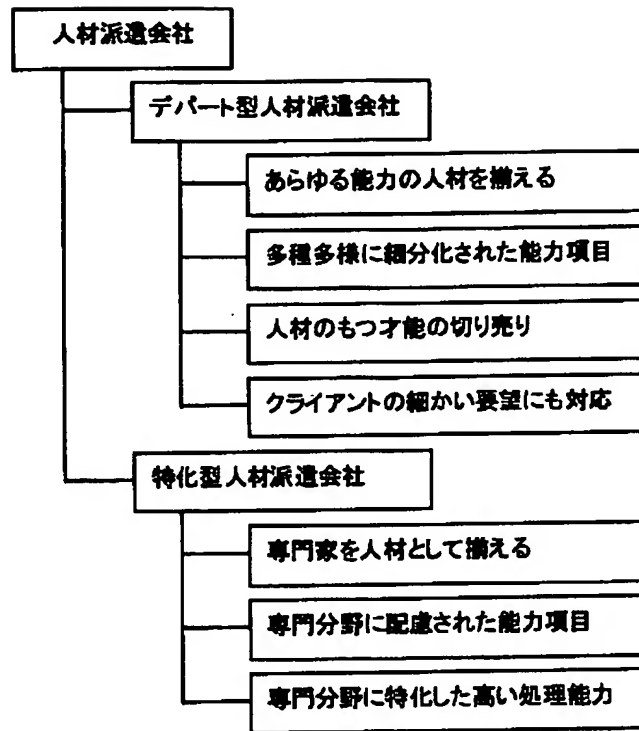 人材派遣会社
デパート型人材派遣会社
あらゆる能力の人材を揃える
多種多様に細分化された能力項目
人材のもつ才能の切り売り
クライアントの細かい要望にも対応
特化型人材派遣会社
専門家を人材として揃える
専門分野に配慮された能力項目
専門分野に特化した高い処理能力